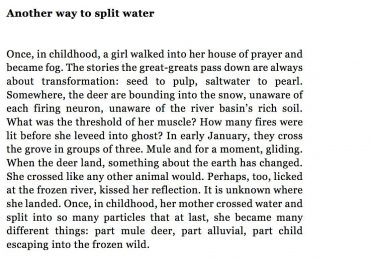 Another way to split water
Once, in childhood, a girl walked into her house of prayer and
became fog. The stories the great-greats pass down are always
about transformation: seed to pulp, saltwater to pearl.
Somewhere, the deer are bounding into the snow, unaware of
each firing neuron, unaware of the river basin's rich soil.
What was the threshold of her muscle? How many fires were
lit before she leveed into ghost? In early January, they cross
the grove in groups of three. Mule and for a moment, gliding.
When the deer land, something about the earth has changed.
She crossed like any other animal would. Perhaps, too, licked
at the frozen river, kissed her reflection. It is unknown where
she landed. Once, in childhood, her mother crossed water and
split into so many particles that at last, she became many
different things: part mule deer, part alluvial, part child
escaping into the frozen wild.